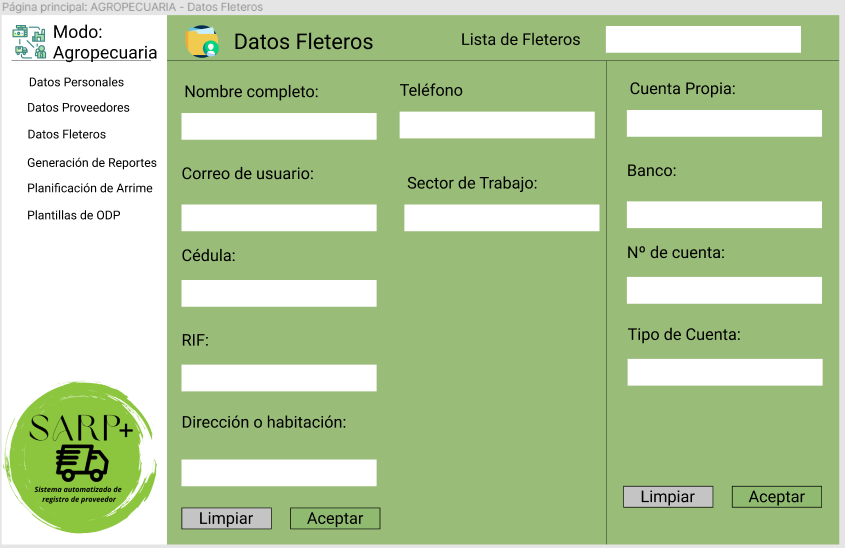 Página principal: AGROPECUARIA - Datos Fleteros
Modo:
Agropecuaria
Datos Personales
Datos Proveedores
Datos Fleteros
Generación de Reportes
Planificación de Arrime
Plantillas de ODP
SARP+
Sistema automatizado de
registro de proveedor
Datos Fleteros
Lista de Fleteros
Nombre completo:
Teléfono
Correo de usuario:
Sector de Trabajo:
Cédula:
RIF:
Dirección o habitación:
Limpiar
Aceptar
Cuenta Propia:
Banco:
Nº de cuenta:
Tipo de Cuenta:
Limpiar
Aceptar